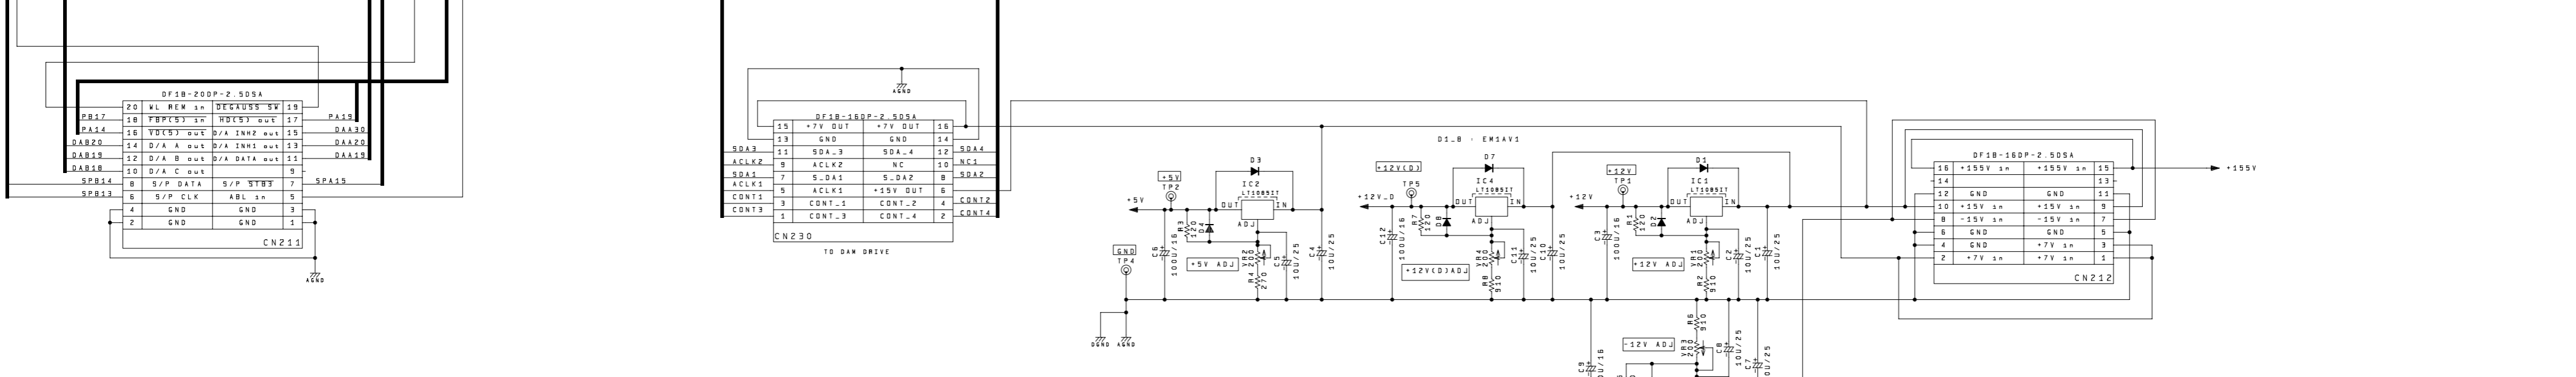 DF1B-20DP-2.5DSA
20 WL REM in DEGAUSS SW 19
PB17 18 FBP(S) in HD(S) out 17 PA19
PA14 16 VD(S) out D/A INH2 out 15 DAA30
DAB20 14 D/A A out D/A INH1 out 13 DAA20
DAB19 12 D/A B out D/A DATA out 11 DAA19
DAB18 10 D/A C out 9
SPB14 8 S/P DATA S/P STB3 7 SPA15
SPB13 6 S/P CLK ABL in 5
4 GND GND 3
2 GND GND 1
CN211
AGND
AGND
DF1B-16DP-2.5DSA
15 +7V OUT +7V OUT 16
13 GND GND 14
SDA3 11 SDA_3 SDA_4 12 SDA4
ACLK2 9 ACLK2 NC 10 NC1
SDA1 7 S_DA1 S_DA2 8 SDA2
ACLK1 5 ACLK1 +15V OUT 6
CONT1 3 CONT_1 CONT_2 4 CONT2
CONT3 1 CONT_3 CONT_4 2 CONT4
CN230
TO DAM DRIVE
D1_8 : EM1AV1
+5V
+5V
TP2
D3
IC2
LT1085IT
OUT
IN
ADJ
R3
120
D4
C6
100U/16
VR2
200
+5V ADJ
R4
270
C5
10U/25
C4
10U/25
GND
TP4
DGND
AGND
+12V(D)
TP5
+12V_D
D7
IC4
LT1085IT
OUT
IN
ADJ
R7
120
D8
C12
100U/16
VR4
200
+12V(D)ADJ
R8
910
C11
10U/25
C10
10U/25
+12V
TP1
+12V
D1
IC1
LT1085IT
OUT
IN
ADJ
R1
120
D2
C3
100U/16
VR1
200
+12V ADJ
R2
910
C2
10U/25
C1
10U/25
R6
910
-12V ADJ
VR3
200
C8
10U/25
C7
0U/25
C9
0U/16
DF1B-16DP-2.5DSA
16 +155V in +155V in 15
14 13
12 GND GND 11
10 +15V in +15V in 9
8 -15V in -15V in 7
6 GND GND 5
4 GND +7V in 3
2 +7V in +7V in 1
CN212
+155V